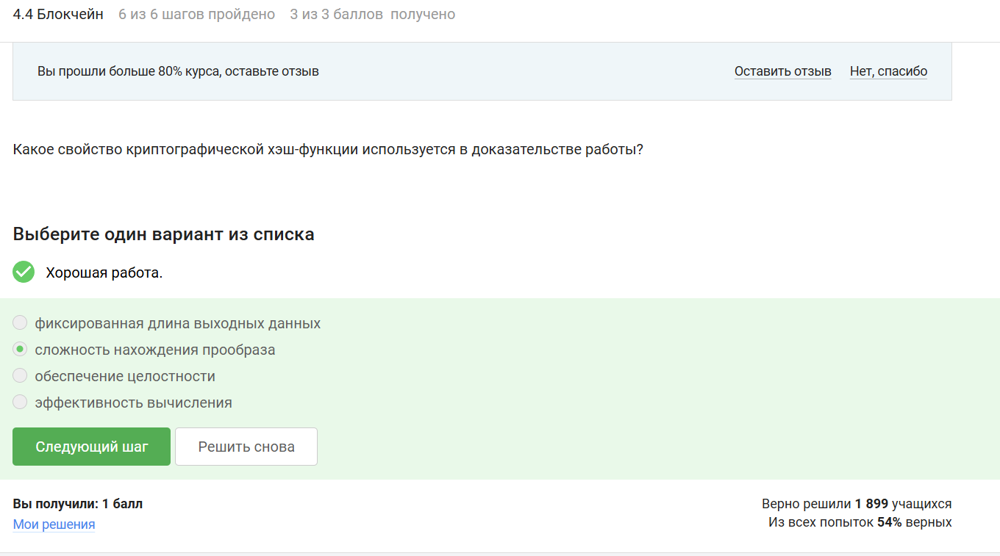 4.4 Блокчейн 6 из 6 шагов пройдено 3 из 3 баллов получено
Вы прошли больше 80% курса, оставьте отзыв Оставить отзыв Нет, спасибо
Какое свойство криптографической хэш-функции используется в доказательстве работы?
Выберите один вариант из списка
Хорошая работа.
фиксированная длина выходных данных
сложность нахождения прообраза
обеспечение целостности
эффективность вычисления
Следующий шаг Решить снова
Вы получили: 1 балл Верно решили 1 899 учащихся
Мои решения Из всех попыток 54% верных